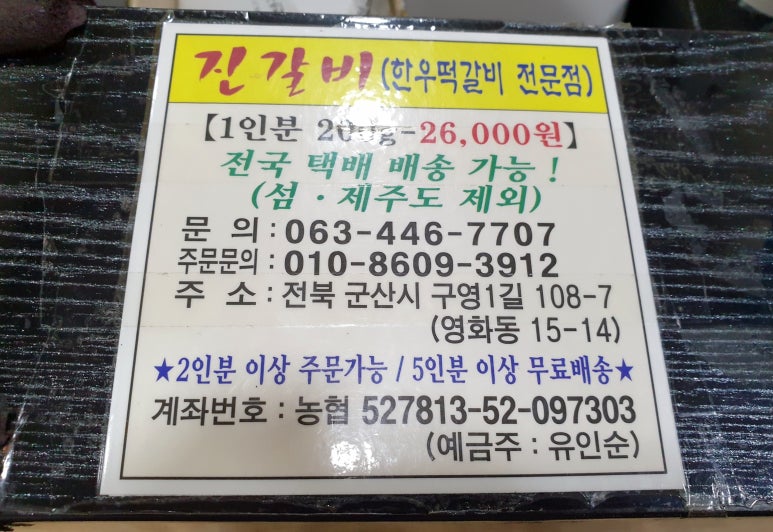 진갈비(한우떡갈비 전문점)
【1인분 200g-26,000원】
전국 택배 배송 가능!
(섬·제주도 제외)
문 의 : 063-446-7707
주문문의 : 010-8609-3912
주 소 : 전북 군산시 구영1길 108-7
(영화동 15-14)
★2인분 이상 주문가능 / 5인분 이상 무료배송★
계좌번호 : 농협 527813-52-097303
(예금주 : 유인순)